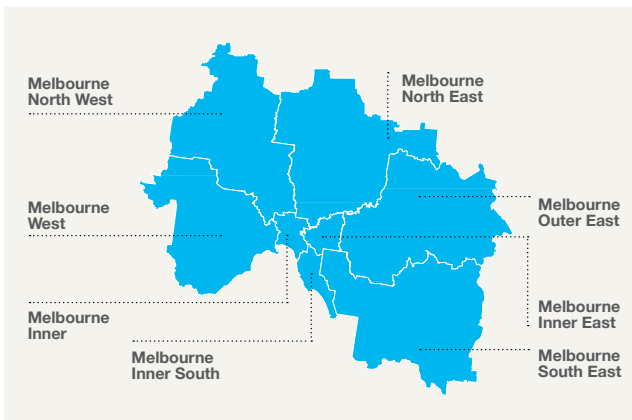 Melbourne
North West
Melbourne
North East
Melbourne
West
Melbourne
Outer East
Melbourne
Inner
Melbourne
Inner East
Melbourne
Inner South
Melbourne
South East